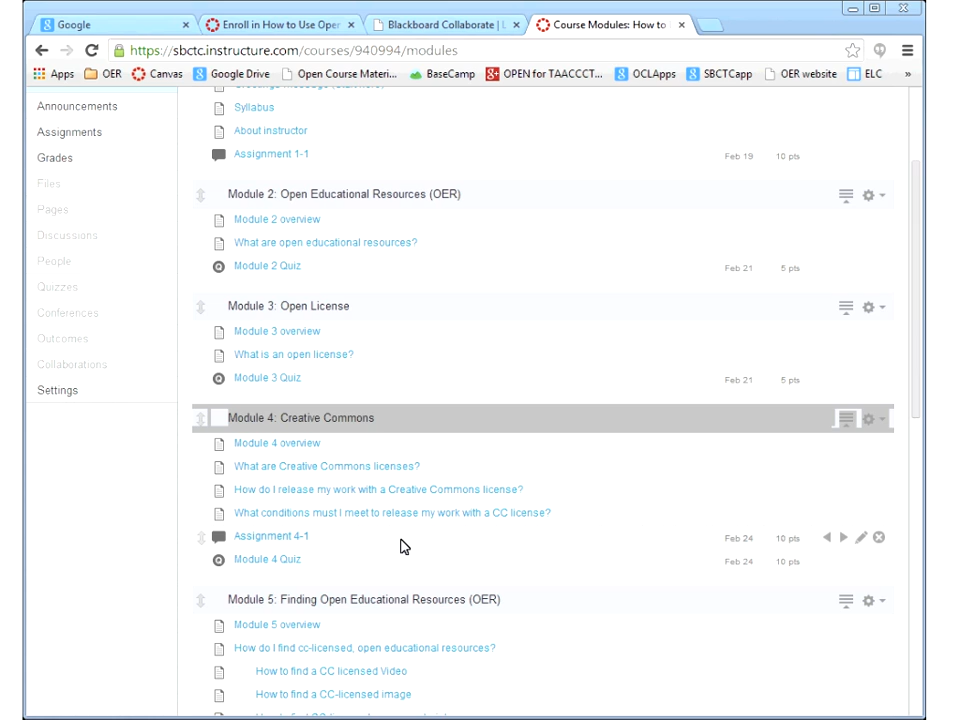 Google
Enroll in How to Use Oper
Blackboard Collaborate | L
Course Modules: How to
https://sbctc.instructure.com/courses/940994/modules
Apps OER Canvas Google Drive Open Course Materi... BaseCamp OPEN for TAACCCT... OCLApps SBCTCapp OER website ELC »
Announcements
Assignments
Grades
Files
Pages
Discussions
People
Quizzes
Conferences
Outcomes
Collaborations
Settings
Syllabus
About instructor
Assignment 1-1 Feb 19 10 pts
Module 2: Open Educational Resources (OER)
Module 2 overview
What are open educational resources?
Module 2 Quiz Feb 21 5 pts
Module 3: Open License
Module 3 overview
What is an open license?
Module 3 Quiz Feb 21 5 pts
Module 4: Creative Commons
Module 4 overview
What are Creative Commons licenses?
How do I release my work with a Creative Commons license?
What conditions must I meet to release my work with a CC license?
Assignment 4-1 Feb 24 10 pts
Module 4 Quiz Feb 24 10 pts
Module 5: Finding Open Educational Resources (OER)
Module 5 overview
How do I find cc-licensed, open educational resources?
How to find a CC licensed Video
How to find a CC-licensed image